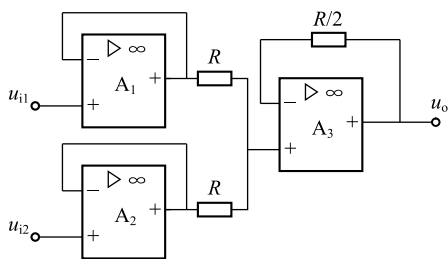 R/2
− ▷ ∞
A₁ +
+
u_i1
R
− ▷ ∞
A₃ +
+
u_o
− ▷ ∞
A₂ +
+
u_i2
R